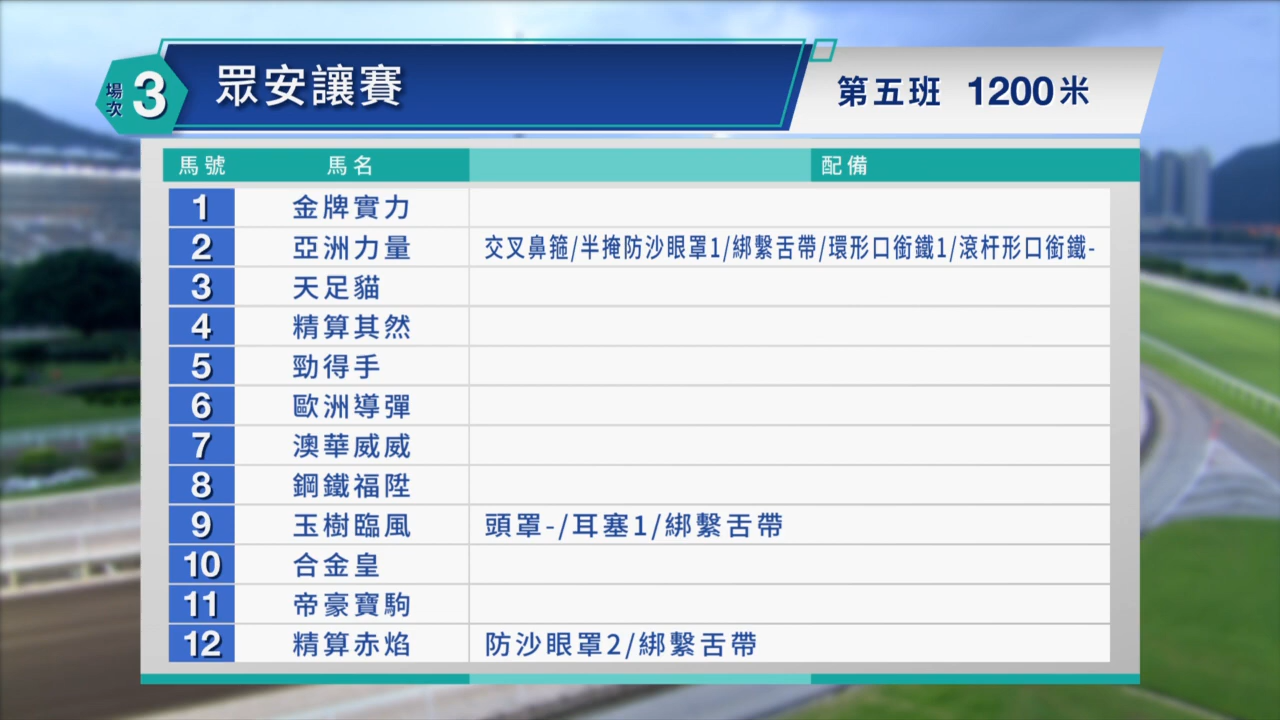 場次 3 眾安讓賽 第五班 1200米
馬號 馬名 配備
1 金牌實力
2 亞洲力量 交叉鼻箍/半掩防沙眼罩1/綁繫舌帶/環形口銜鐵1/滾杆形口銜鐵-
3 天足貓
4 精算其然
5 勁得手
6 歐洲導彈
7 澳華威威
8 鋼鐵福陞
9 玉樹臨風 頭罩-/耳塞1/綁繫舌帶
10 合金皇
11 帝豪寶駒
12 精算赤焰 防沙眼罩2/綁繫舌帶